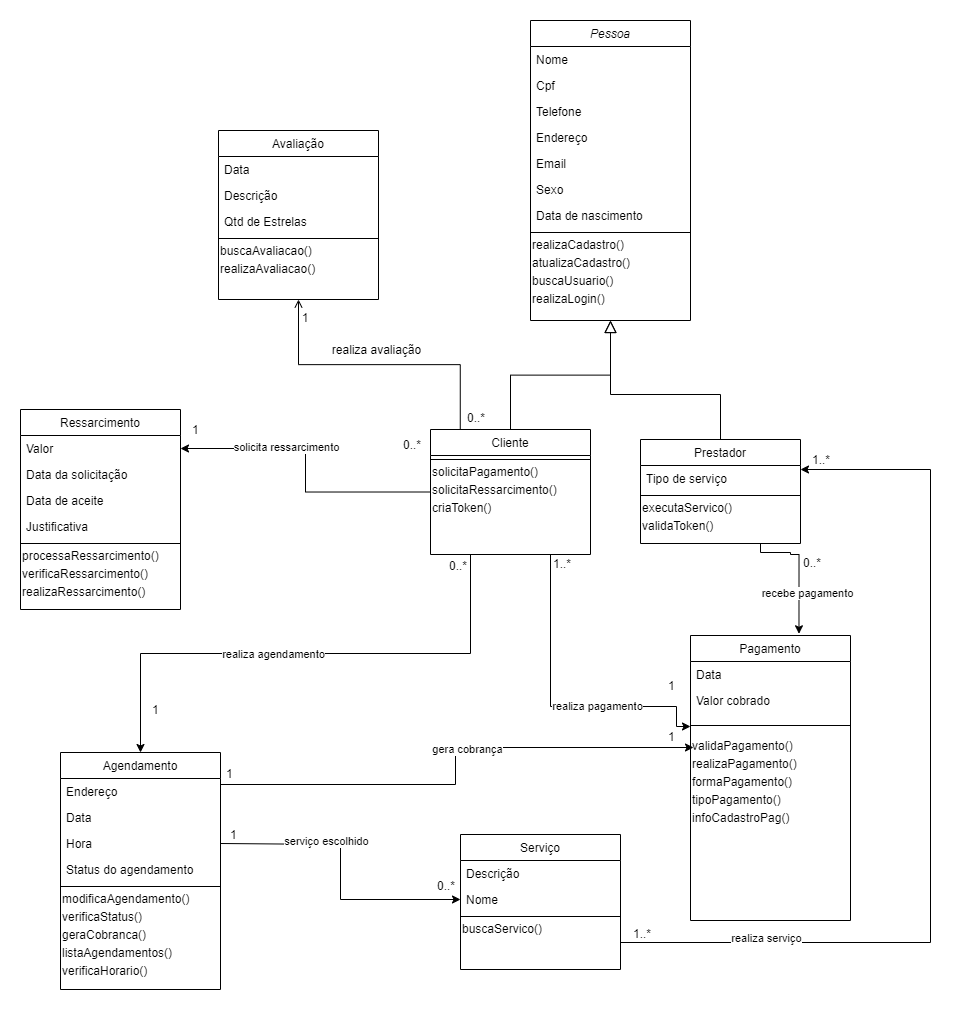 Pessoa
Nome
Cpf
Telefone
Endereço
Email
Sexo
Data de nascimento
realizaCadastro()
atualizaCadastro()
buscaUsuario()
realizaLogin()
Avaliação
Data
Descrição
Qtd de Estrelas
buscaAvaliacao()
realizaAvaliacao()
1
realiza avaliação
0..*
Ressarcimento
Valor
Data da solicitação
Data de aceite
Justificativa
processaRessarcimento()
verificaRessarcimento()
realizaRessarcimento()
1
solicita ressarcimento
0..*
Cliente
solicitaPagamento()
solicitaRessarcimento()
criaToken()
Prestador
Tipo de serviço
executaServico()
validaToken()
1..*
0..*
1..*
0..*
recebe pagamento
realiza agendamento
1
realiza pagamento
1
Pagamento
Data
Valor cobrado
validaPagamento()
realizaPagamento()
formaPagamento()
tipoPagamento()
infoCadastroPag()
1
gera cobrança
1
Agendamento
Endereço
Data
Hora
Status do agendamento
modificaAgendamento()
verificaStatus()
geraCobranca()
listaAgendamentos()
verificaHorario()
1
serviço escolhido
0..*
Serviço
Descrição
Nome
buscaServico()
1..*
realiza serviço